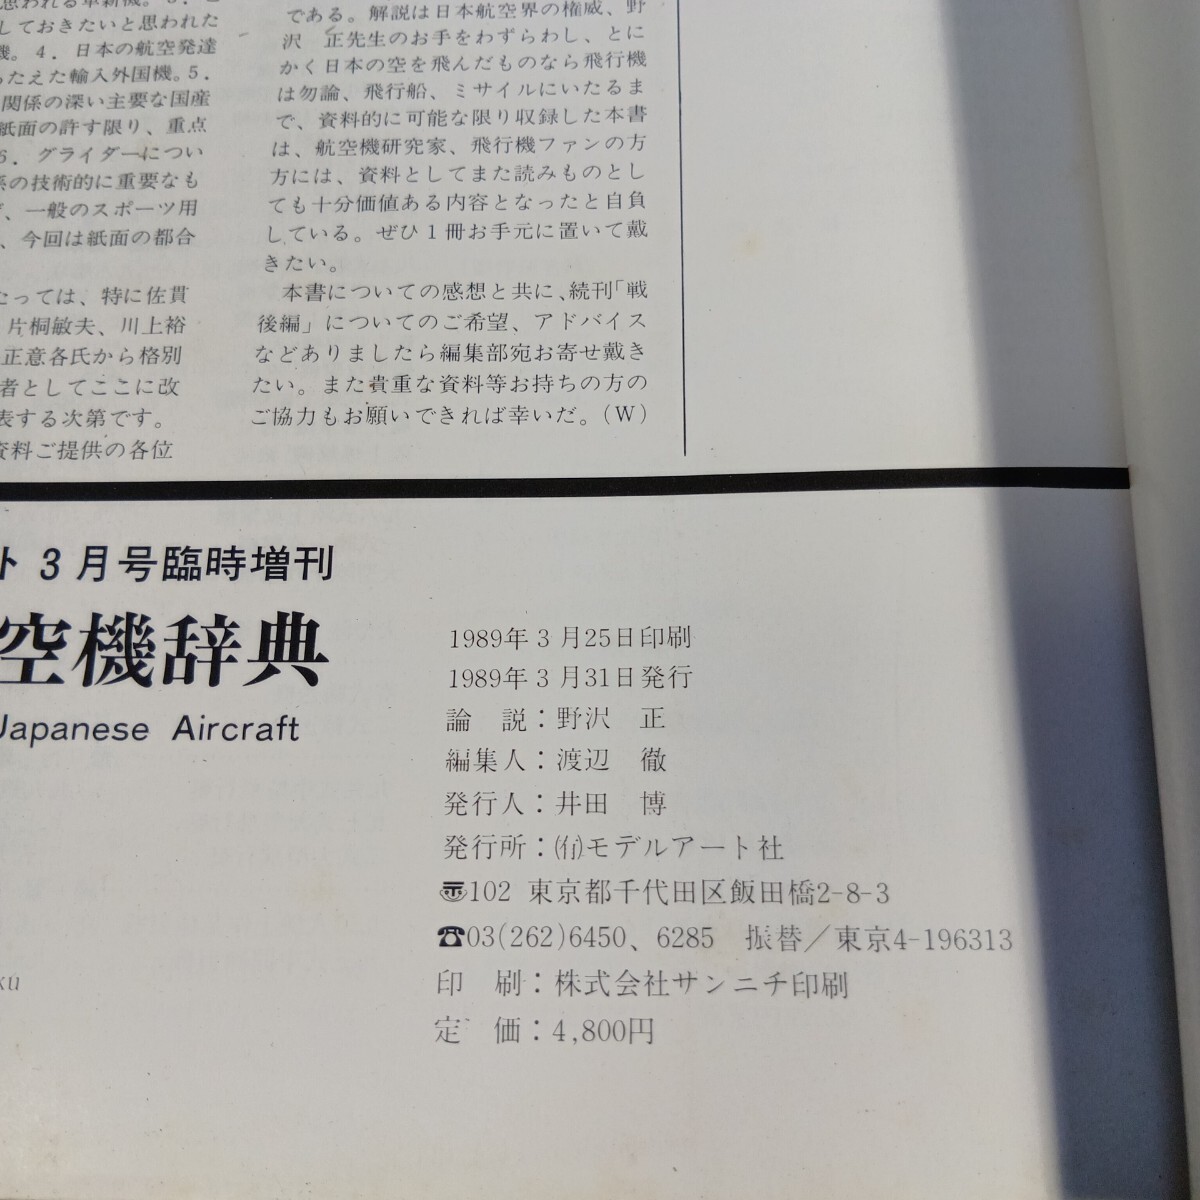 しておきたいと思われた
機。4．日本の航空発達
たえた輸入外国機。5．
関係の深い主要な国産
紙面の許す限り、重点
6．グライダーについ
系の技術的に重要なも
、一般のスポーツ用
、今回は紙面の都合
たっては、特に佐貫
片桐敏夫、川上裕
正意各氏から格別
者としてここに改
表する次第です。
資料ご提供の各位
である。解説は日本航空界の権威、野
沢　正先生のお手をわずらわし、とに
かく日本の空を飛んだものなら飛行機
は勿論、飛行船、ミサイルにいたるま
で、資料的に可能な限り収録した本書
は、航空機研究家、飛行機ファンの方
方には、資料としてまた読みものとし
ても十分価値ある内容となったと自負
している。ぜひ1冊お手元に置いて戴
きたい。
本書についての感想と共に、続刊「戦
後編」についてのご希望、アドバイス
などありましたら編集部宛お寄せ戴き
たい。また貴重な資料等お持ちの方の
ご協力もお願いできれば幸いだ。（W）
ト3月号臨時増刊
空機辞典
Japanese Aircraft
ku
1989年3月25日印刷
1989年3月31日発行
論　説：野沢　正
編集人：渡辺　徹
発行人：井田　博
発行所：㈲モデルアート社
〠102 東京都千代田区飯田橋2-8-3
☎03(262)6450、6285　振替／東京4-196313
印　刷：株式会社サンニチ印刷
定　価：4,800円